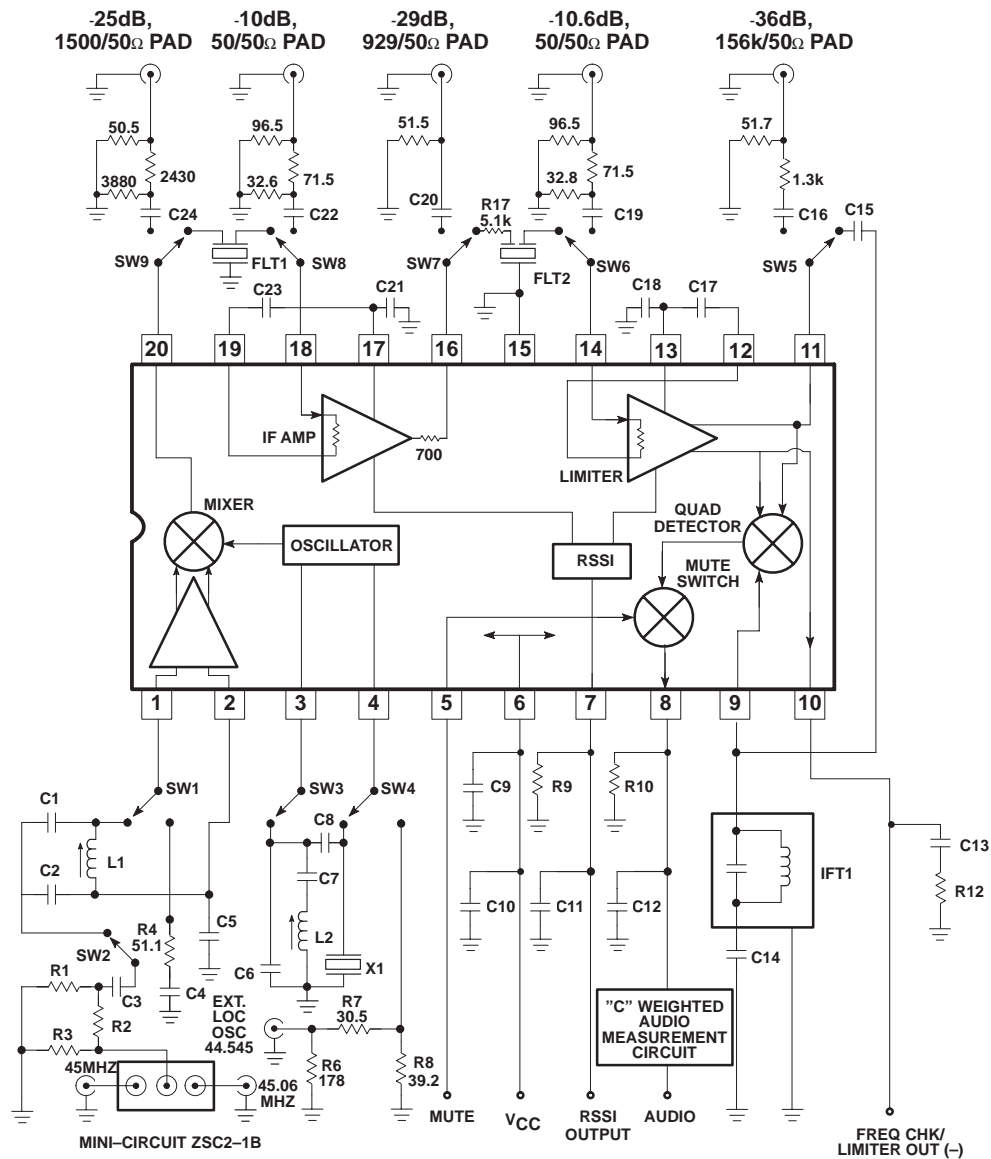 -25dB,
1500/50Ω PAD
-10dB,
50/50Ω PAD
-29dB,
929/50Ω PAD
-10.6dB,
50/50Ω PAD
-36dB,
156k/50Ω PAD
50.5
96.5
51.5
96.5
51.7
2430
71.5
71.5
1.3k
3880
32.6
32.8
C24
C22
C20
R17
5.1k
C19
C16
C15
SW9
FLT1
SW8
SW7
FLT2
SW6
SW5
C23
C21
C18
C17
20
19
18
17
16
15
14
13
12
11
IF AMP
700
LIMITER
MIXER
OSCILLATOR
RSSI
QUAD
DETECTOR
MUTE
SWITCH
1
2
3
4
5
6
7
8
9
10
SW1
SW3
SW4
C9
R9
R10
C1
L1
C2
C8
C7
L2
C6
X1
C5
R4
51.1
C4
SW2
C3
R1
R2
R3
C10
C11
C12
IFT1
C14
C13
R12
EXT.
LOC
OSC
44.545
R7
30.5
R6
178
R8
39.2
"C" WEIGHTED
AUDIO
MEASUREMENT
CIRCUIT
45MHZ
45.06
MHZ
MINI–CIRCUIT ZSC2–1B
MUTE
VCC
RSSI
OUTPUT
AUDIO
FREQ CHK/
LIMITER OUT (–)